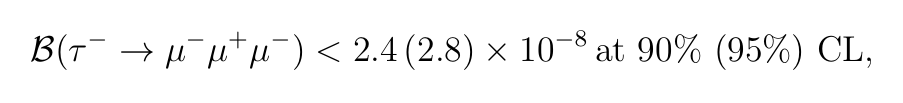 ℬ(τ⁻ → μ⁻μ⁺μ⁻) < 2.4 (2.8) × 10⁻⁸ at 90% (95%) CL,